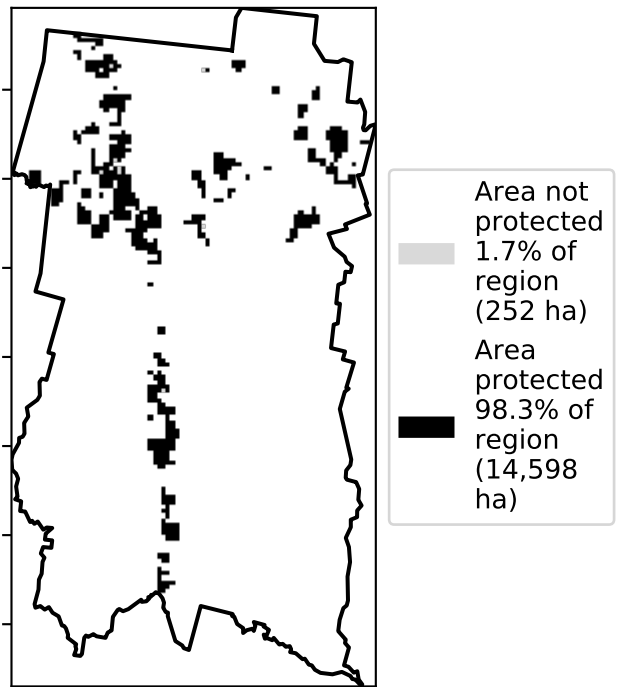 Area not
protected
1.7% of
region
(252 ha)
Area
protected
98.3% of
region
(14,598
ha)